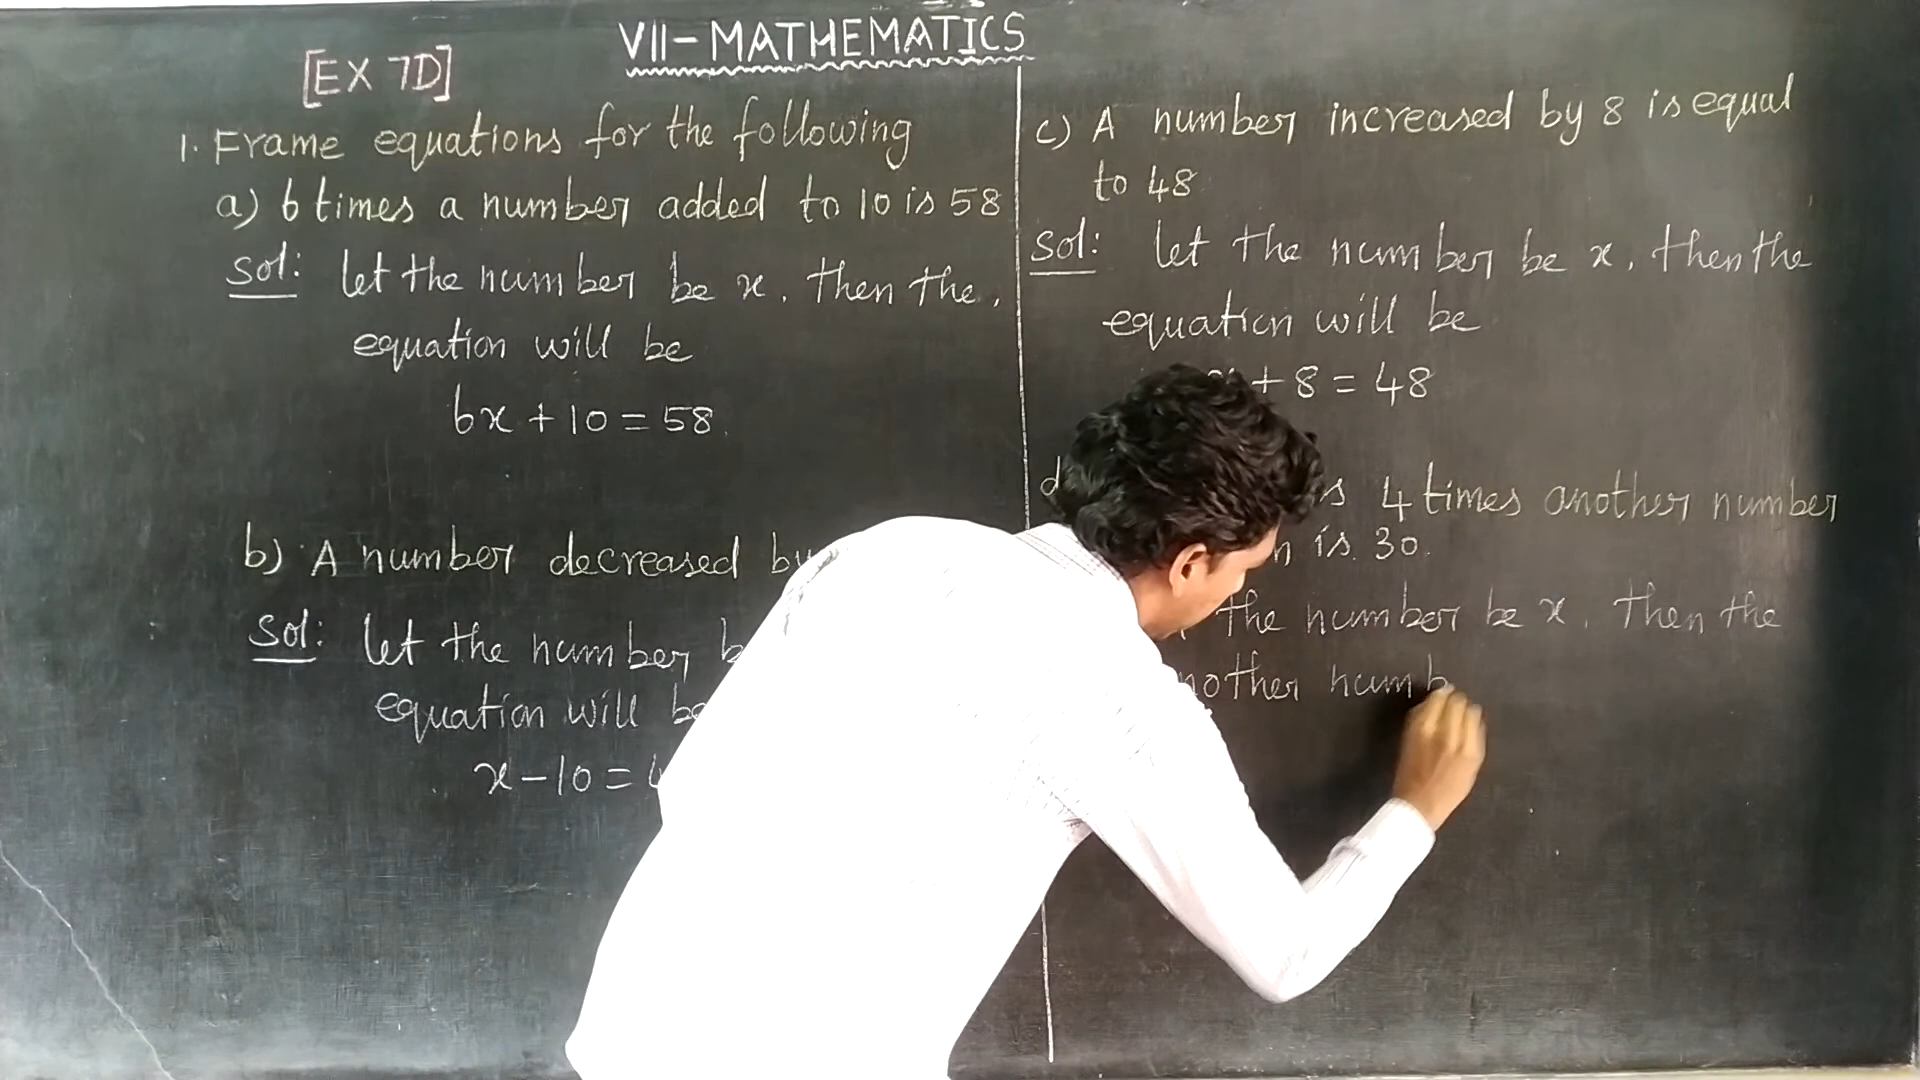 VII-MATHEMATICS
[EX 7D]
1. Frame equations for the following
a) 6 times a number added to 10 is 58
Sol: let the number be x. Then the,
equation will be
6x + 10 = 58
b) A number decreased by
Sol: let the number
equation will be
x - 10 =
c) A number increased by 8 is equal
to 48
Sol: let the number be x, then the
equation will be
+ 8 = 48
4 times another number
is 30.
the number be x. Then the